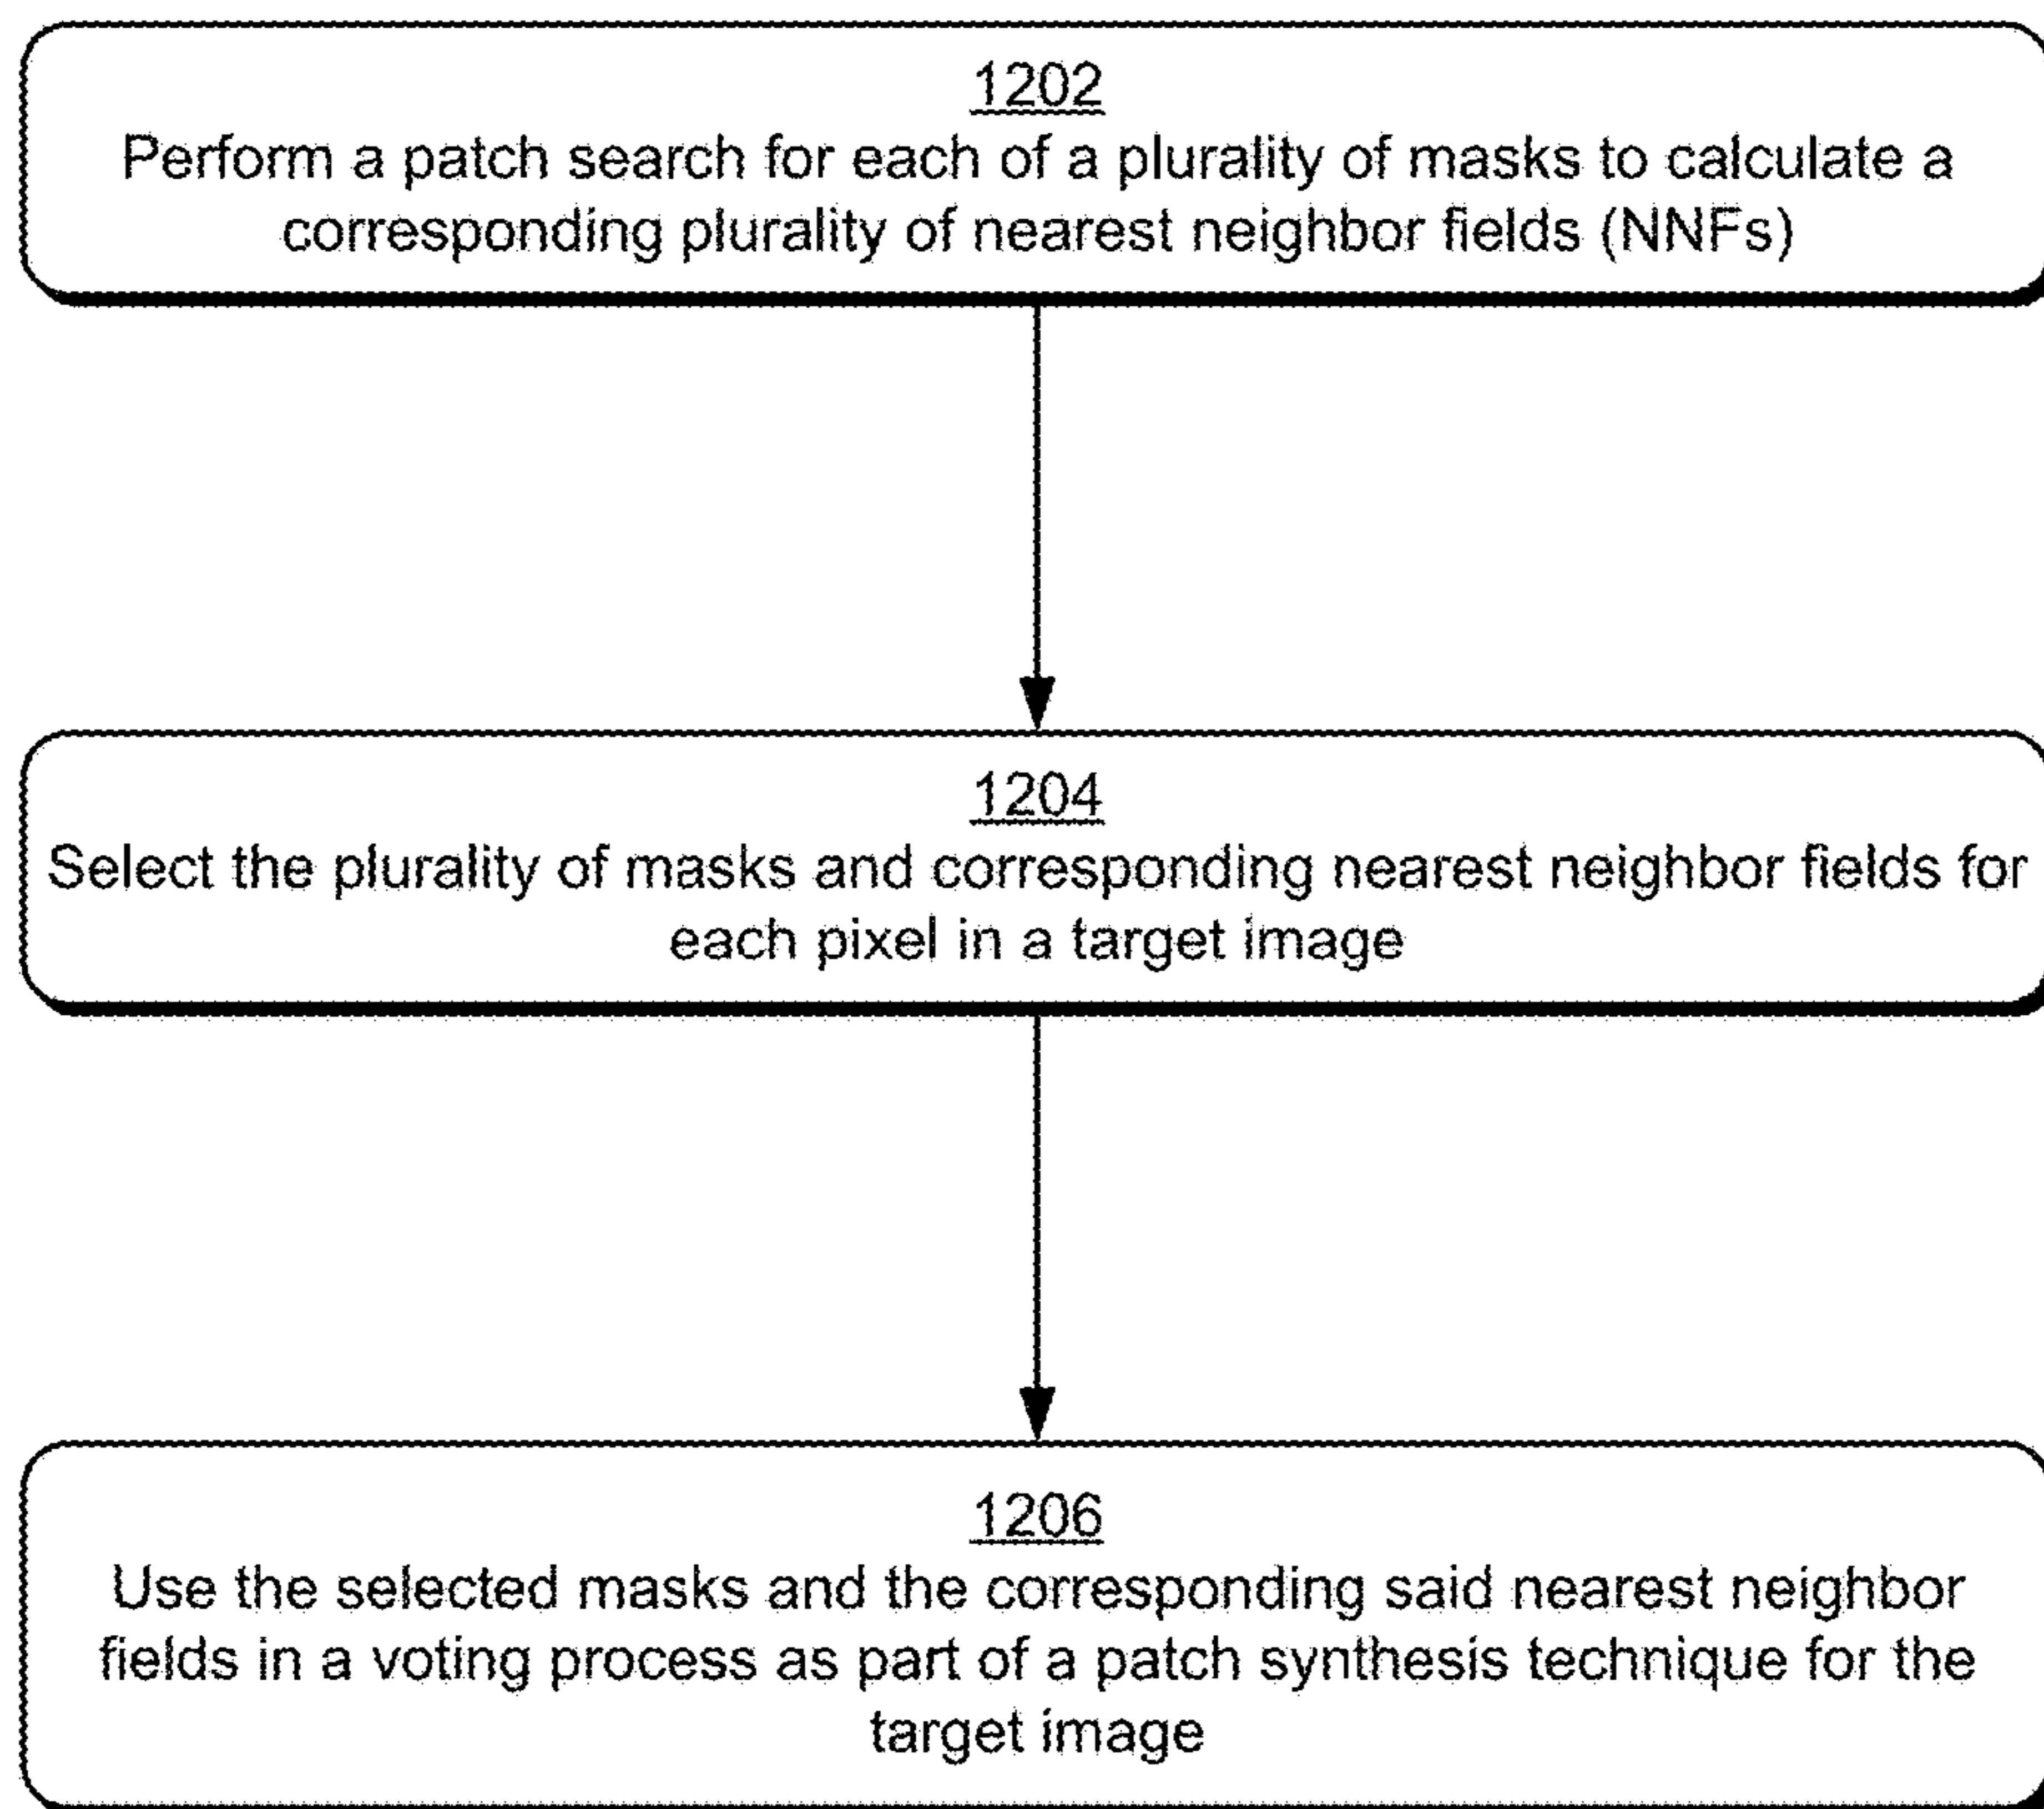 1202
Perform a patch search for each of a plurality of masks to calculate a
corresponding plurality of nearest neighbor fields (NNFs)
1204
Select the plurality of masks and corresponding nearest neighbor fields for
each pixel in a target image
1206
Use the selected masks and the corresponding said nearest neighbor
fields in a voting process as part of a patch synthesis technique for the
target image